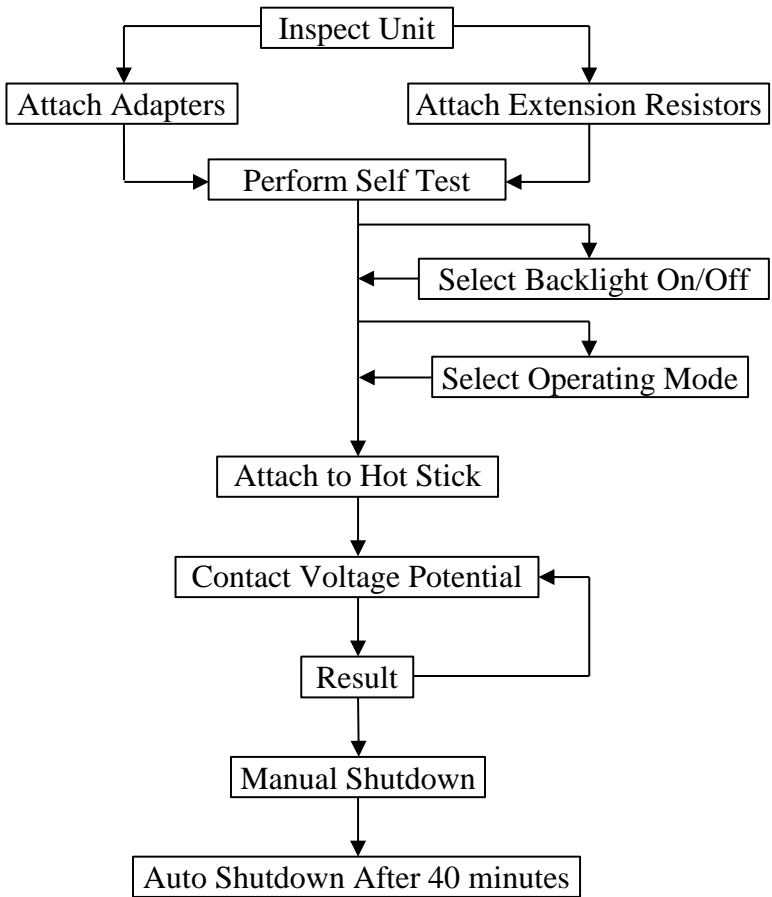 Inspect Unit
Attach Adapters
Attach Extension Resistors
Perform Self Test
Select Backlight On/Off
Select Operating Mode
Attach to Hot Stick
Contact Voltage Potential
Result
Manual Shutdown
Auto Shutdown After 40 minutes